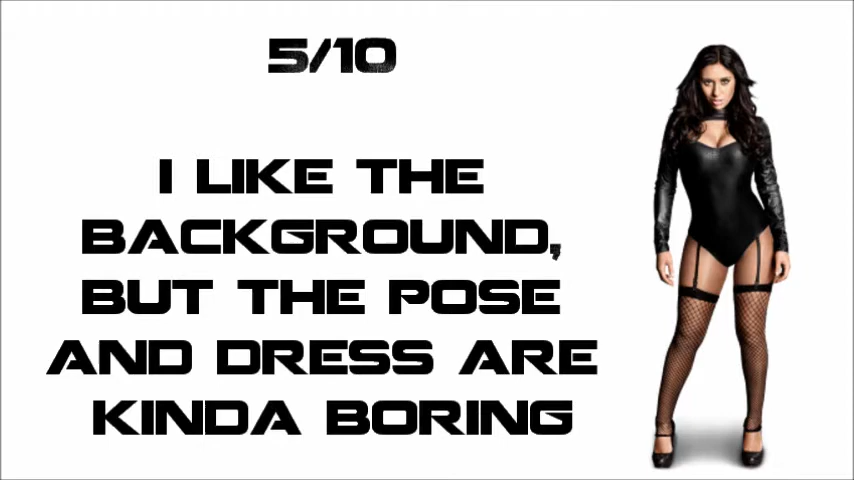 5/10
I LIKE THE
BACKGROUND,
BUT THE POSE
AND DRESS ARE
KINDA BORING